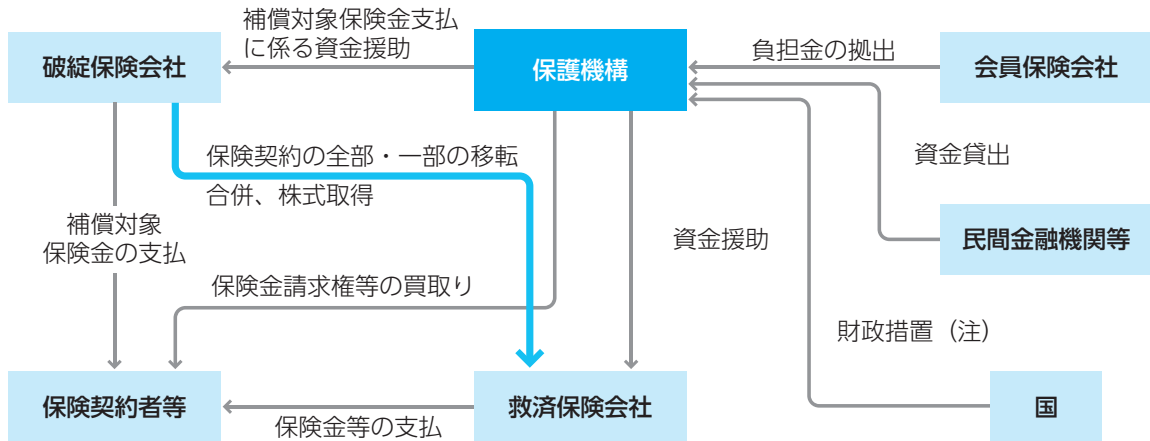 補償対象保険金支払
に係る資金援助
破綻保険会社
保護機構
負担金の拠出
会員保険会社
保険契約の全部・一部の移転
合併、株式取得
資金貸出
補償対象
保険金の支払
資金援助
民間金融機関等
保険金請求権等の買取り
財政措置（注）
保険契約者等
保険金等の支払
救済保険会社
国